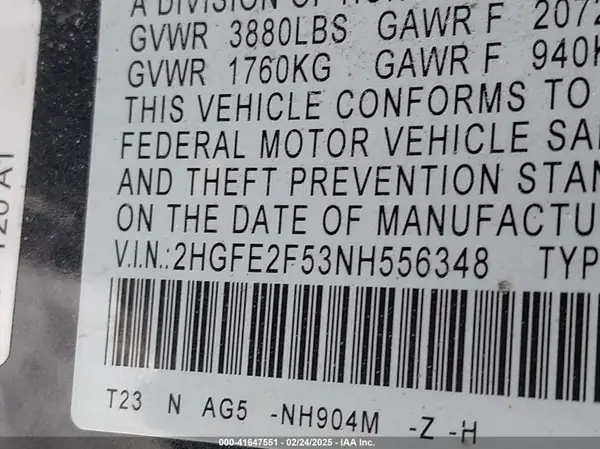 A DIVISION OF HON
GVWR 3880LBS GAWR F 2072
GVWR 1760KG GAWR F 940K
THIS VEHICLE CONFORMS TO
FEDERAL MOTOR VEHICLE SA
AND THEFT PREVENTION STAN
ON THE DATE OF MANUFACTU
V.I.N.:2HGFE2F53NH556348 TYP
T23 N AG5 -NH904M -Z -H
00-41647551 - 02/24/2025 - IAA Inc.